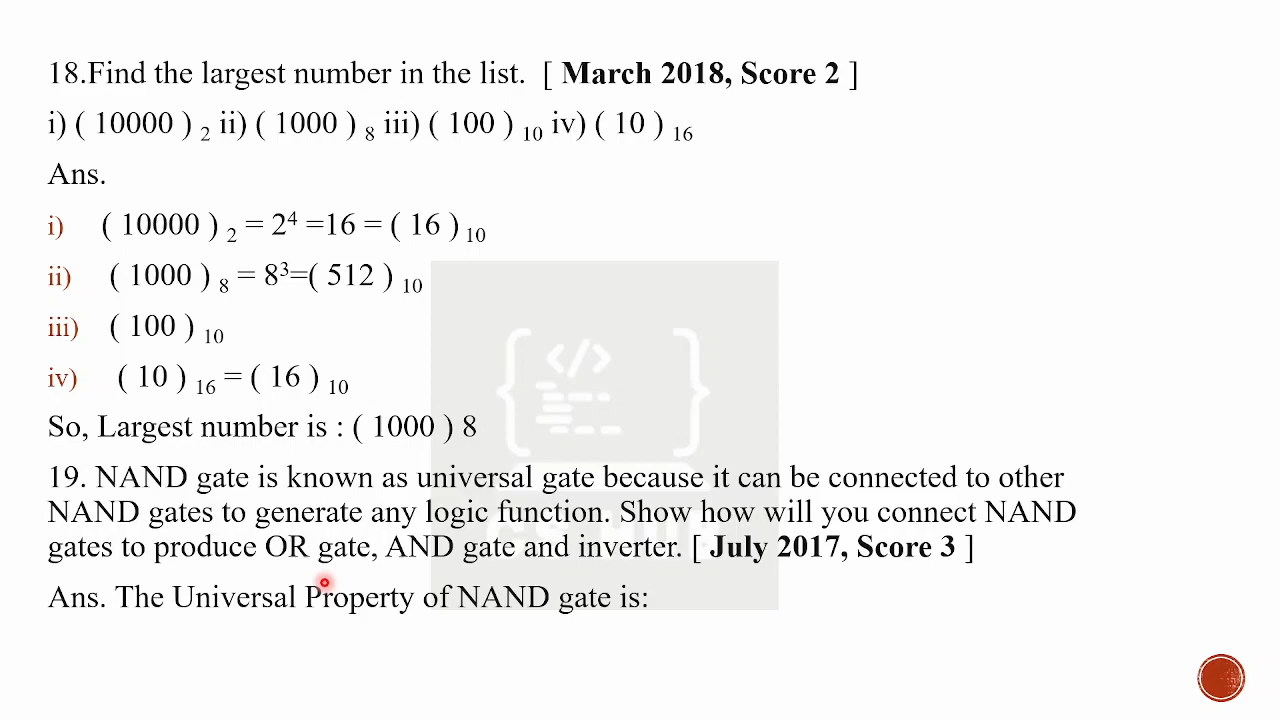 18.Find the largest number in the list. [ March 2018, Score 2 ]
i) ( 10000 ) 2 ii) ( 1000 ) 8 iii) ( 100 ) 10 iv) ( 10 ) 16
Ans.
i) ( 10000 ) 2 = 2⁴ =16 = ( 16 ) 10
ii) ( 1000 ) 8 = 8³=( 512 ) 10
iii) ( 100 ) 10
iv) ( 10 ) 16 = ( 16 ) 10
So, Largest number is : ( 1000 ) 8
19. NAND gate is known as universal gate because it can be connected to other
NAND gates to generate any logic function. Show how will you connect NAND
gates to produce OR gate, AND gate and inverter. [ July 2017, Score 3 ]
Ans. The Universal Property of NAND gate is: